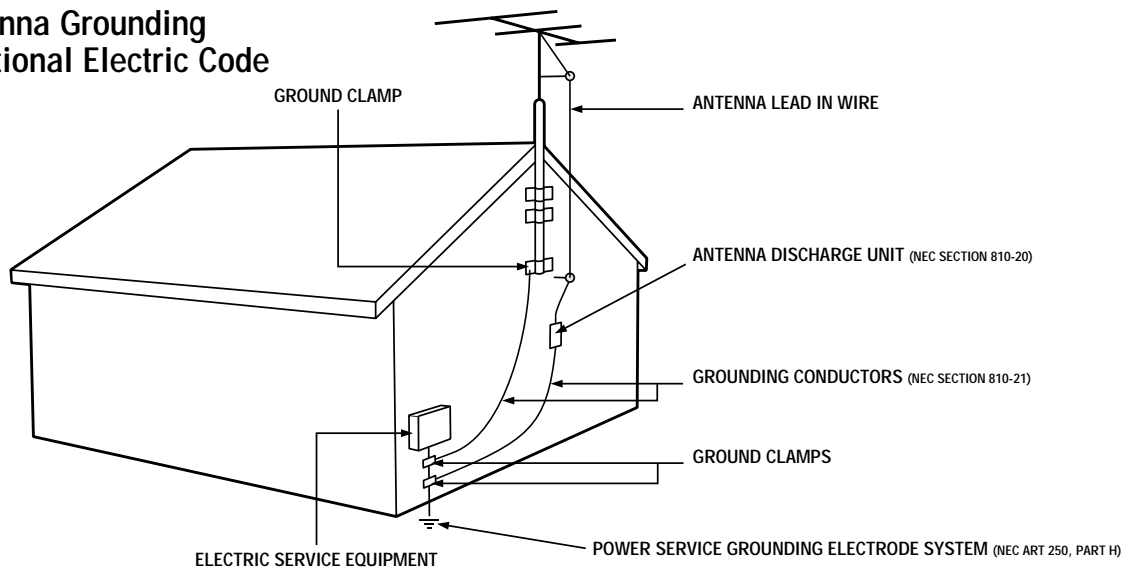 nna Grounding
tional Electric Code
GROUND CLAMP
ANTENNA LEAD IN WIRE
ANTENNA DISCHARGE UNIT (NEC SECTION 810-20)
GROUNDING CONDUCTORS (NEC SECTION 810-21)
GROUND CLAMPS
POWER SERVICE GROUNDING ELECTRODE SYSTEM (NEC ART 250, PART H)
ELECTRIC SERVICE EQUIPMENT